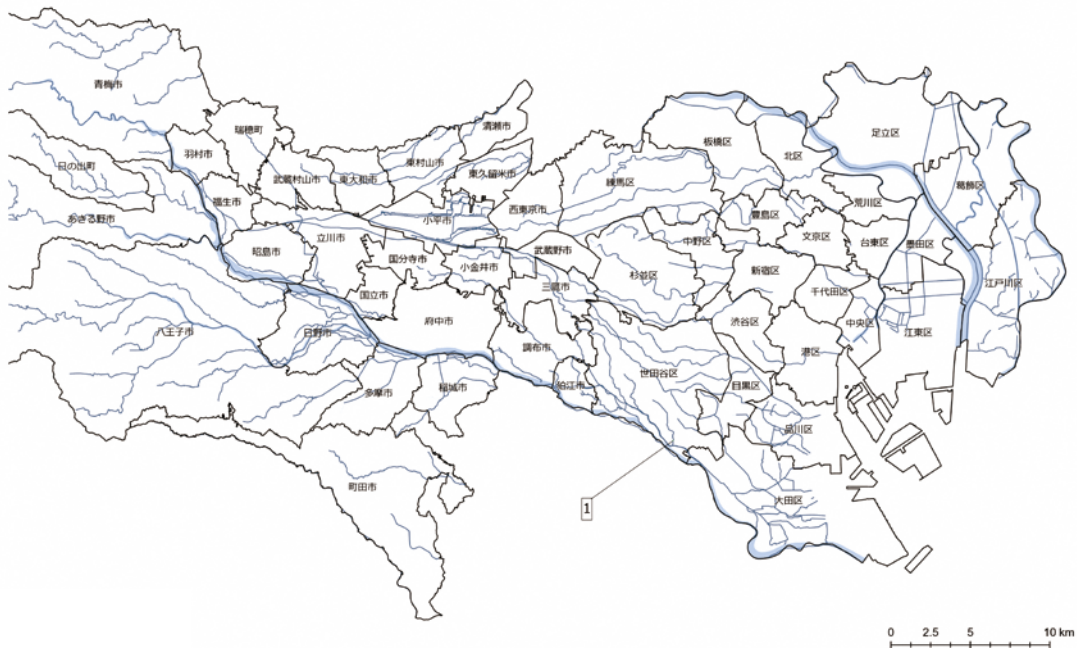 青梅市
瑞穂町
羽村市
日の出町
武蔵村山市
東大和市
東村山市
清瀬市
東久留米市
あきる野市
福生市
昭島市
立川市
小平市
西東京市
国分寺市
小金井市
武蔵野市
三鷹市
国立市
府中市
調布市
八王子市
日野市
多摩市
稲城市
狛江市
町田市
練馬区
板橋区
北区
足立区
葛飾区
荒川区
豊島区
文京区
台東区
墨田区
中野区
杉並区
新宿区
千代田区
中央区
江東区
江戸川区
渋谷区
港区
世田谷区
目黒区
品川区
大田区
1
0 2.5 5 10 km